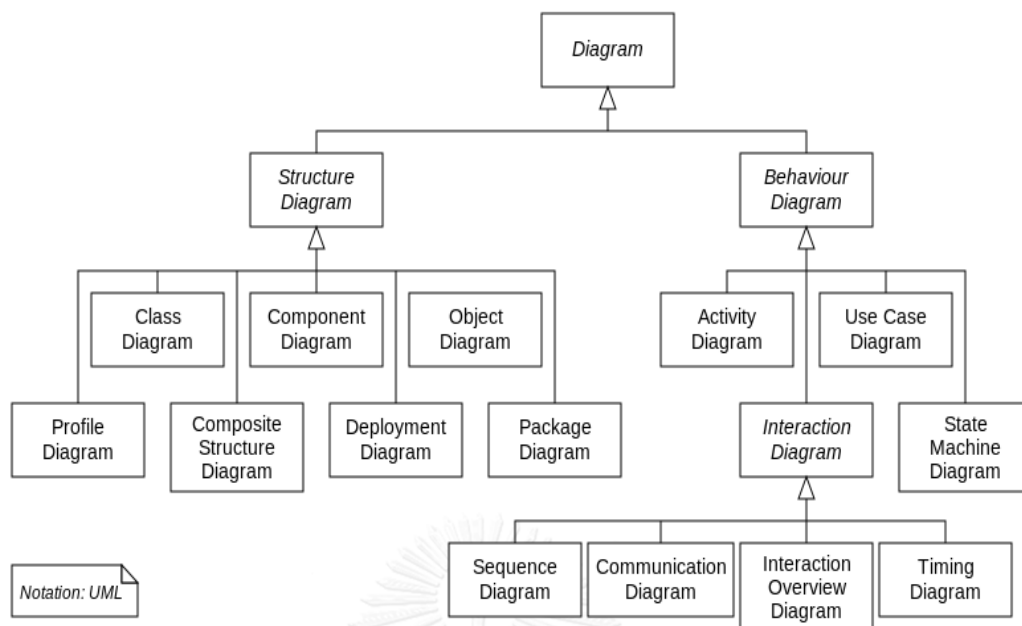 Diagram
Structure
Diagram
Behaviour
Diagram
Class
Diagram
Component
Diagram
Object
Diagram
Activity
Diagram
Use Case
Diagram
Profile
Diagram
Composite
Structure
Diagram
Deployment
Diagram
Package
Diagram
Interaction
Diagram
State
Machine
Diagram
Sequence
Diagram
Communication
Diagram
Interaction
Overview
Diagram
Timing
Diagram
Notation: UML